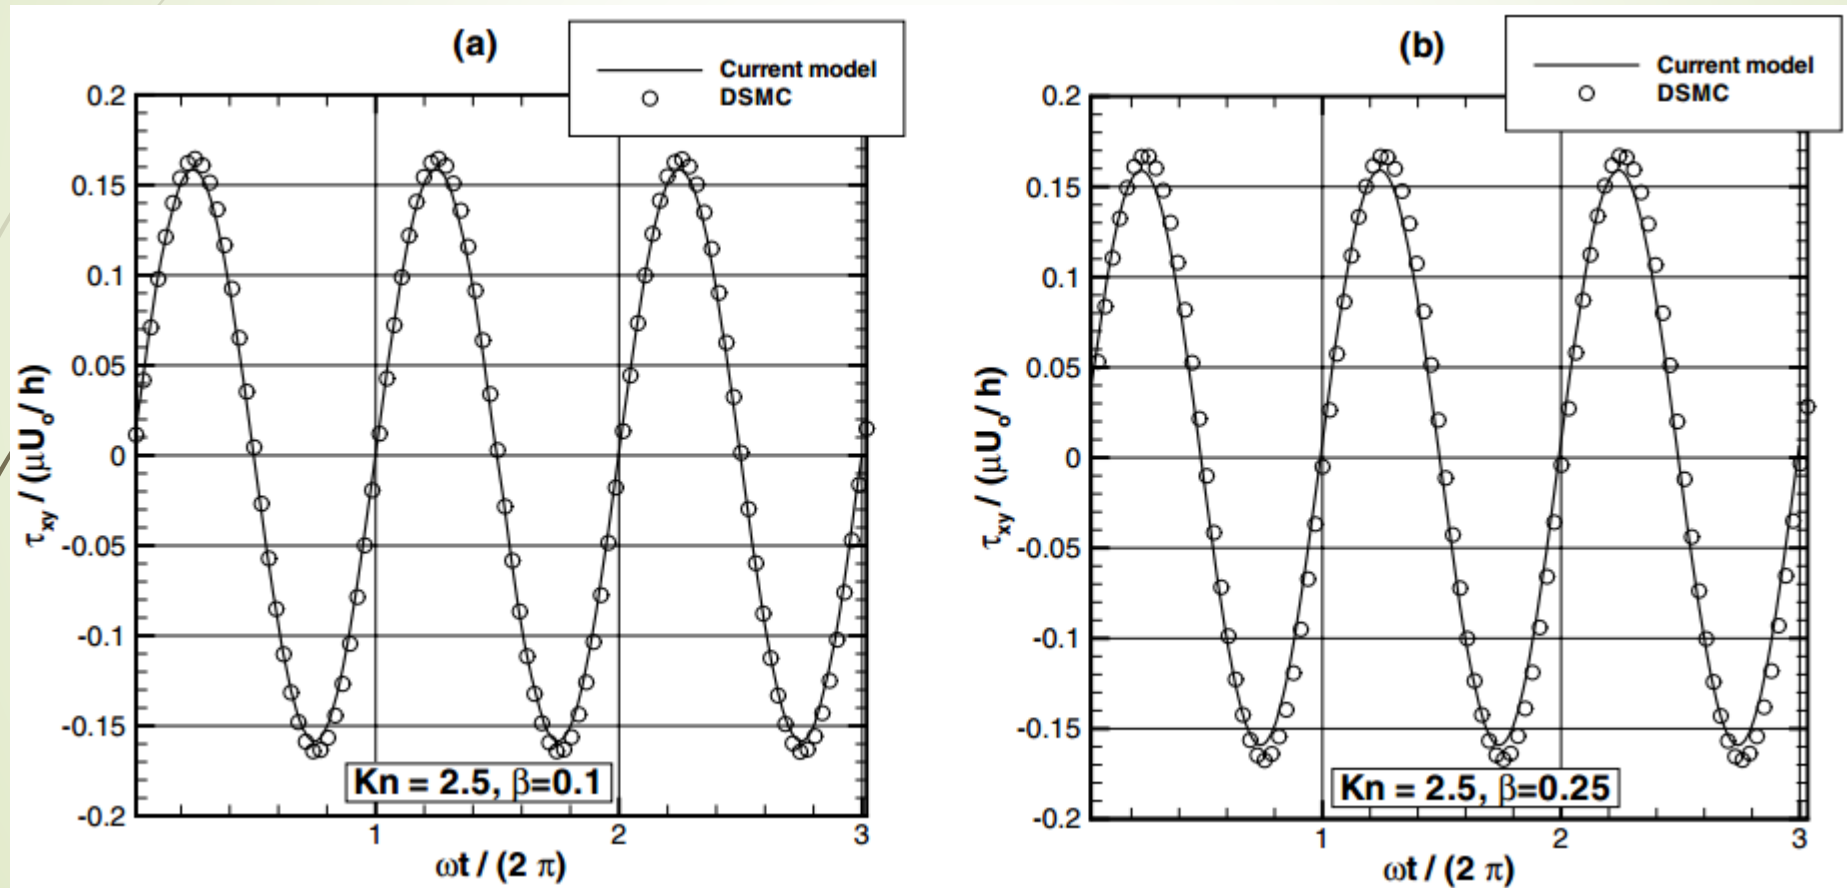 (a)
Current model
DSMC
0.2
0.15
0.1
0.05
0
-0.05
-0.1
-0.15
-0.2
τxy / (μUo/ h)
Kn = 2.5, β=0.1
1
2
3
ωt / (2 π)
(b)
Current model
DSMC
0.2
0.15
0.1
0.05
0
-0.05
-0.1
-0.15
-0.2
τxy / (μUo/ h)
Kn = 2.5, β=0.25
1
2
3
ωt / (2 π)